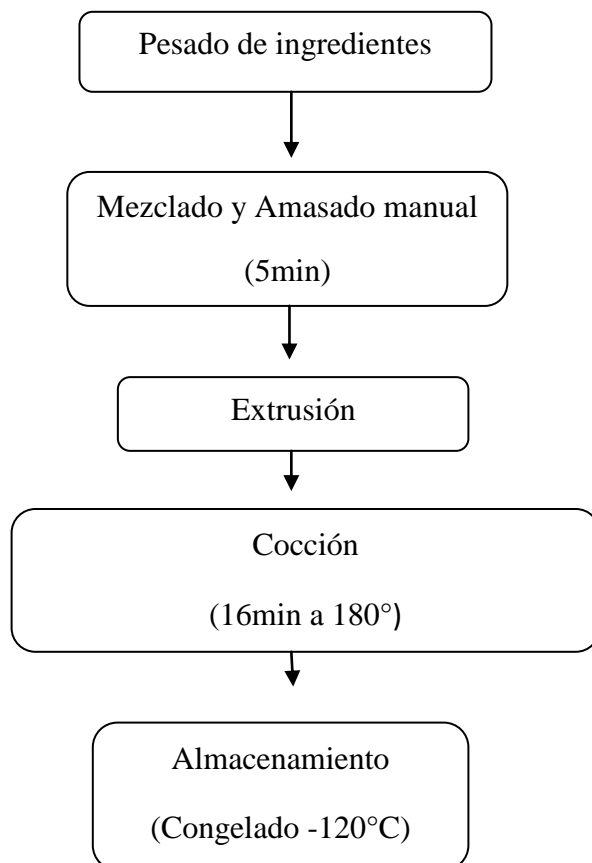 Pesado de ingredientes
Mezclado y Amasado manual
(5min)
Extrusión
Cocción
(16min a 180°)
Almacenamiento
(Congelado -120°C)